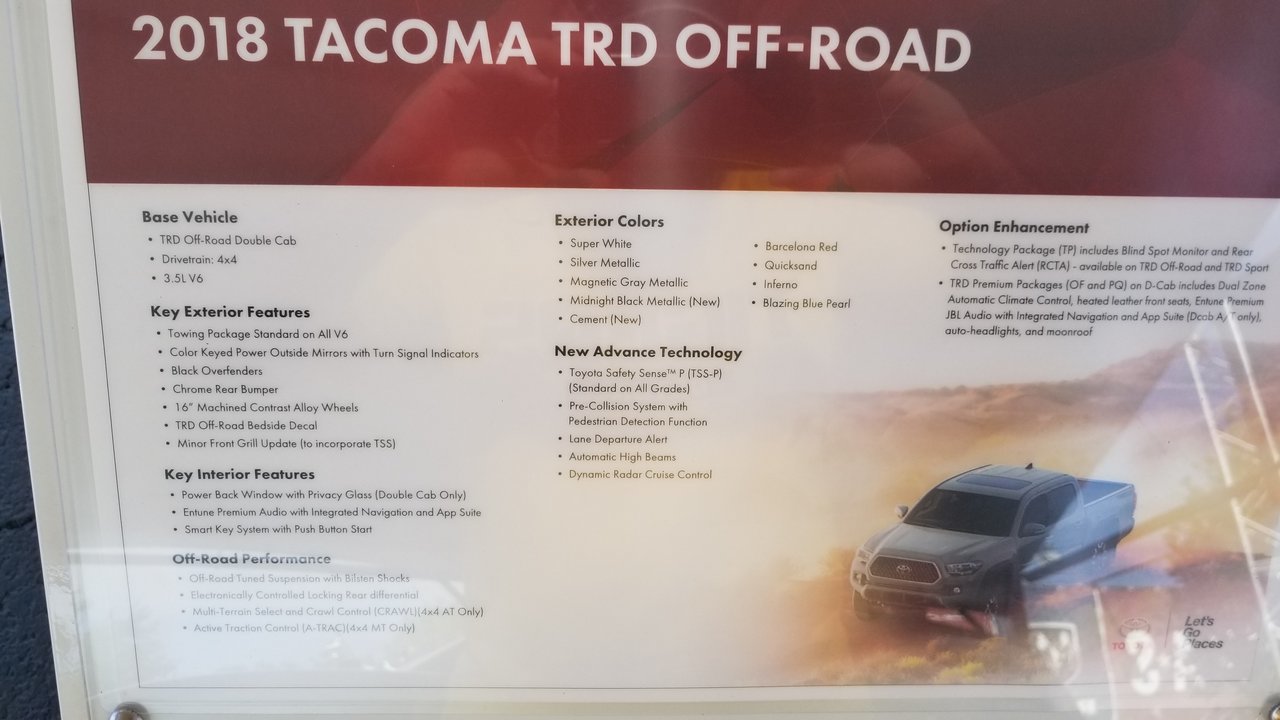 2018 TACOMA TRD OFF-ROAD
Base Vehicle
• TRD Off-Road Double Cab
• Drivetrain: 4x4
• 3.5L V6
Key Exterior Features
• Towing Package Standard on All V6
• Color Keyed Power Outside Mirrors with Turn Signal Indicators
• Black Overfenders
• Chrome Rear Bumper
• 16" Machined Contrast Alloy Wheels
• TRD Off-Road Bedside Decal
• Minor Front Grill Update (to incorporate TSS)
Key Interior Features
• Power Back Window with Privacy Glass (Double Cab Only)
• Entune Premium Audio with Integrated Navigation and App Suite
• Smart Key System with Push Button Start
Off-Road Performance
• Off-Road Tuned Suspension with Bilsten Shocks
• Electronically Controlled Locking Rear differential
• Multi-Terrain Select and Crawl Control (CRAWL)(4x4 AT Only)
• Active Traction Control (A-TRAC)(4x4 MT Only)
Exterior Colors
• Super White
• Silver Metallic
• Magnetic Gray Metallic
• Midnight Black Metallic (New)
• Cement (New)
• Barcelona Red
• Quicksand
• Inferno
• Blazing Blue Pearl
New Advance Technology
• Toyota Safety Sense™ P (TSS-P)
(Standard on All Grades)
• Pre-Collision System with
Pedestrian Detection Function
• Lane Departure Alert
• Automatic High Beams
• Dynamic Radar Cruise Control
Option Enhancement
• Technology Package (TP) includes Blind Spot Monitor and Rear
Cross Traffic Alert (RCTA) - available on TRD Off-Road and TRD Sport
• TRD Premium Packages (OF and PQ) on D-Cab includes Dual Zone
Automatic Climate Control, heated leather front seats, Entune Premium
JBL Audio with Integrated Navigation and App Suite (Dcab A/T only),
auto-headlights, and moonroof
Let's
Go
Places